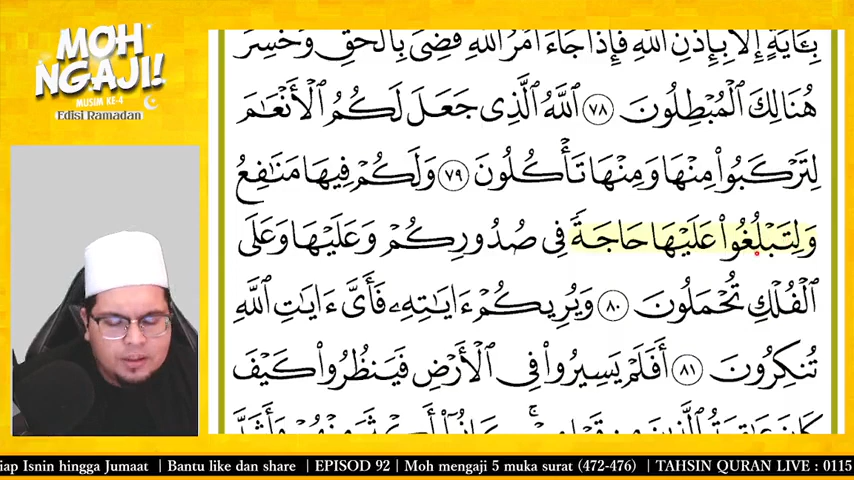 MOH
NGAJI!
MUSIM KE-4
Edisi Ramadan
بِـَٔايَةٍ إِلَّا بِإِذْنِ ٱللَّهِ فَإِذَا جَآءَ أَمْرُ ٱللَّهِ قُضِىَ بِٱلْحَقِّ وَخَسِرَ
هُنَالِكَ ٱلْمُبْطِلُونَ ٧٨ ٱللَّهُ ٱلَّذِى جَعَلَ لَكُمُ ٱلْأَنْعَٰمَ
لِتَرْكَبُوا۟ مِنْهَا وَمِنْهَا تَأْكُلُونَ ٧٩ وَلَكُمْ فِيهَا مَنَٰفِعُ
وَلِتَبْلُغُوا۟ عَلَيْهَا حَاجَةً فِى صُدُورِكُمْ وَعَلَيْهَا وَعَلَى
ٱلْفُلْكِ تُحْمَلُونَ ٨٠ وَيُرِيكُمْ ءَايَٰتِهِۦ فَأَىَّ ءَايَٰتِ ٱللَّهِ
تُنكِرُونَ ٨١ أَفَلَمْ يَسِيرُوا۟ فِى ٱلْأَرْضِ فَيَنظُرُوا۟ كَيْفَ
iap Isnin hingga Jumaat | Bantu like dan share | EPISOD 92 | Moh mengaji 5 muka surat (472-476) | TAHSIN QURAN LIVE : 0115